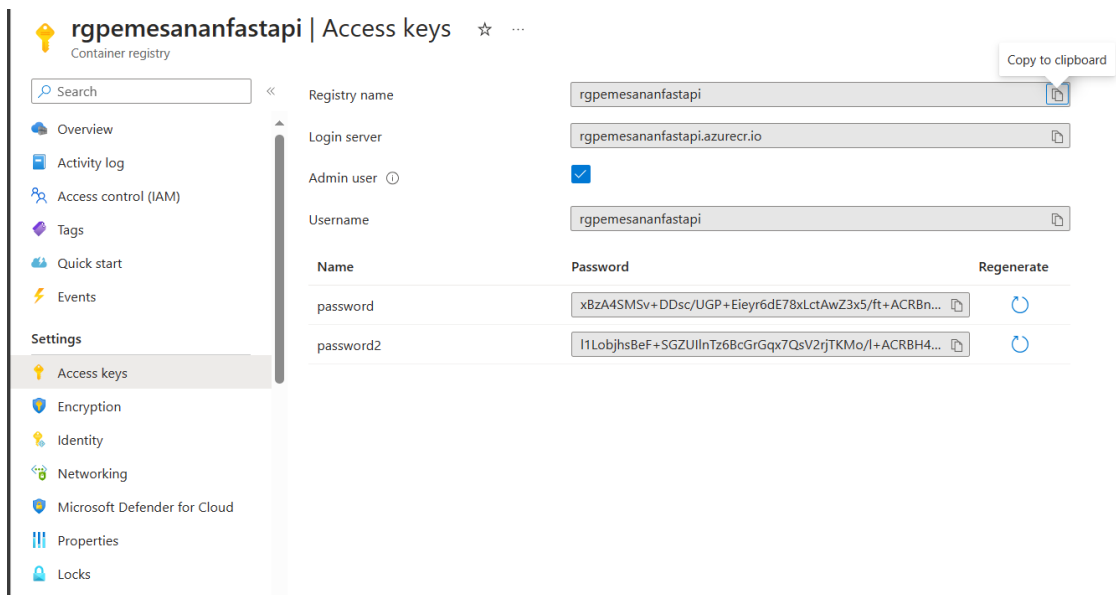 rgpemesananfastapi | Access keys
Container registry
Copy to clipboard
Search
Overview
Activity log
Access control (IAM)
Tags
Quick start
Events
Settings
Access keys
Encryption
Identity
Networking
Microsoft Defender for Cloud
Properties
Locks
Registry name rgpemesananfastapi
Login server rgpemesananfastapi.azurecr.io
Admin user
Username rgpemesananfastapi
Name Password Regenerate
password xBzA4SMSv+DDsc/UGP+Eieyr6dE78xLctAwZ3x5/ft+ACRBn...
password2 l1LobjhsBeF+SGZUIlnTz6BcGrGqx7QsV2rjTKMo/l+ACRBH4...